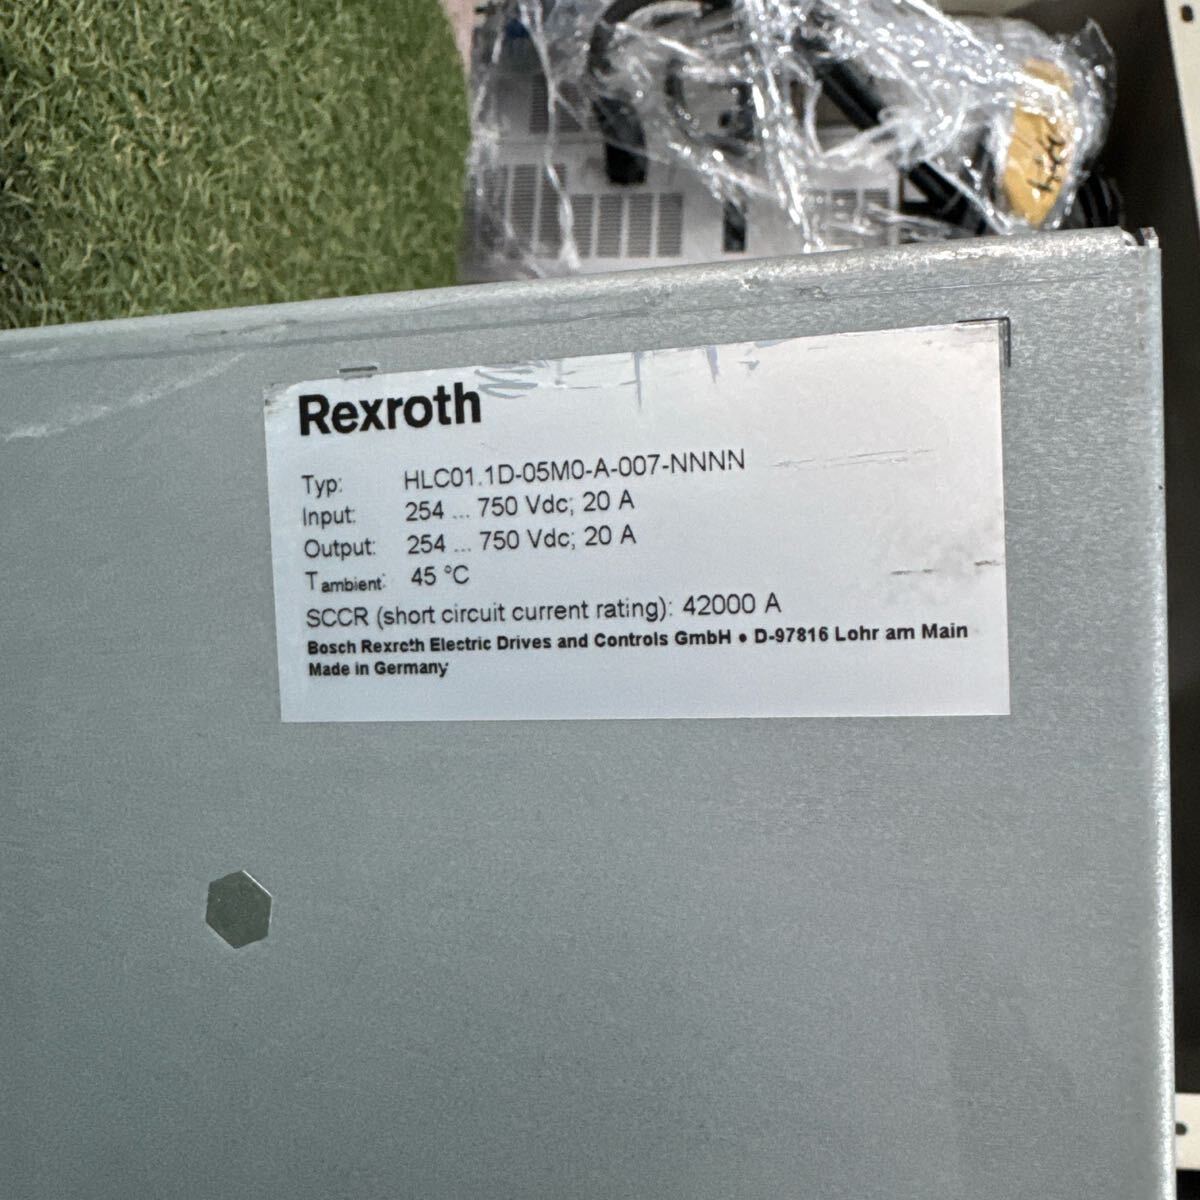 Rexroth
Typ: HLC01.1D-05M0-A-007-NNNN
Input: 254 ... 750 Vdc; 20 A
Output: 254 ... 750 Vdc; 20 A
Tambient: 45 °C
SCCR (short circuit current rating): 42000 A
Bosch Rexroth Electric Drives and Controls GmbH • D-97816 Lohr am Main
Made in Germany